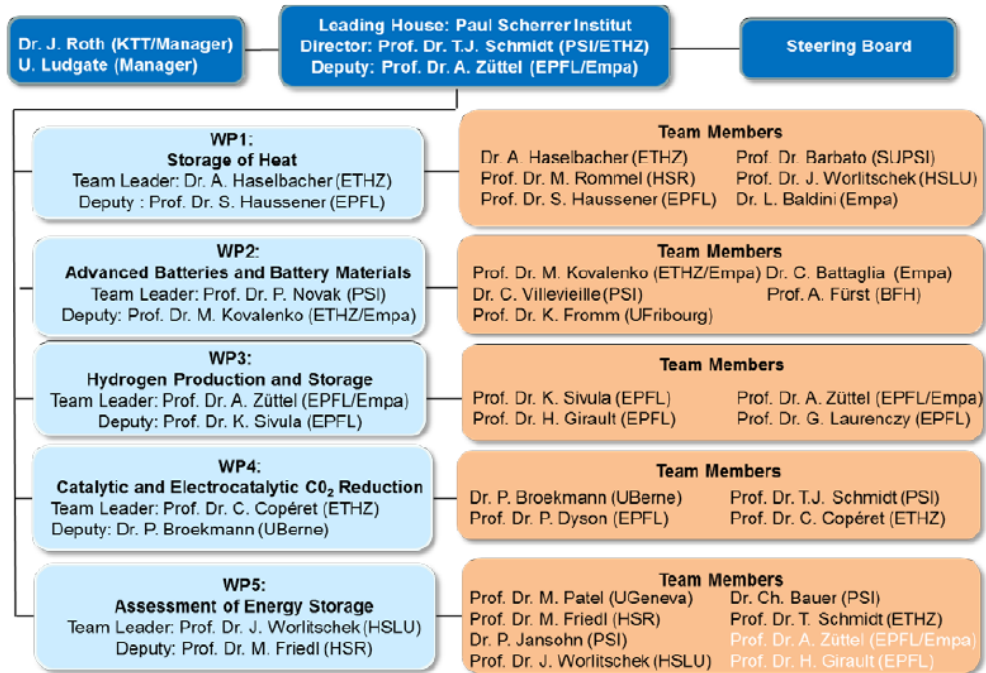 Dr. J. Roth (KTT/Manager)
U. Ludgate (Manager)
Leading House: Paul Scherrer Institut
Director: Prof. Dr. T.J. Schmidt (PSI/ETHZ)
Deputy: Prof. Dr. A. Züttel (EPFL/Empa)
Steering Board
WP1:
Storage of Heat
Team Leader: Dr. A. Haselbacher (ETHZ)
Deputy : Prof. Dr. S. Haussener (EPFL)
Team Members
Dr. A. Haselbacher (ETHZ) Prof. Dr. Barbato (SUPSI)
Prof. Dr. M. Rommel (HSR) Prof. Dr. J. Worlitschek (HSLU)
Prof. Dr. S. Haussener (EPFL) Dr. L. Baldini (Empa)
WP2:
Advanced Batteries and Battery Materials
Team Leader: Prof. Dr. P. Novak (PSI)
Deputy: Prof. Dr. M. Kovalenko (ETHZ/Empa)
Team Members
Prof. Dr. M. Kovalenko (ETHZ/Empa) Dr. C. Battaglia (Empa)
Dr. C. Villevieille (PSI) Prof. A. Fürst (BFH)
Prof. Dr. K. Fromm (UFribourg)
WP3:
Hydrogen Production and Storage
Team Leader: Prof. Dr. A. Züttel (EPFL/Empa)
Deputy: Prof. Dr. K. Sivula (EPFL)
Team Members
Prof. Dr. K. Sivula (EPFL) Prof. Dr. A. Züttel (EPFL/Empa)
Prof. Dr. H. Girault (EPFL) Prof. Dr. G. Laurenczy (EPFL)
WP4:
Catalytic and Electrocatalytic C0₂ Reduction
Team Leader: Prof. Dr. C. Copéret (ETHZ)
Deputy: Dr. P. Broekmann (UBerne)
Team Members
Dr. P. Broekmann (UBerne) Prof. Dr. T.J. Schmidt (PSI)
Prof. Dr. P. Dyson (EPFL) Prof. Dr. C. Copéret (ETHZ)
WP5:
Assessment of Energy Storage
Team Leader: Prof. Dr. J. Worlitschek (HSLU)
Deputy: Prof. Dr. M. Friedl (HSR)
Team Members
Prof. Dr. M. Patel (UGeneva) Dr. Ch. Bauer (PSI)
Prof. Dr. M. Friedl (HSR) Prof. Dr. T. Schmidt (ETHZ)
Dr. P. Jansohn (PSI) Prof. Dr. A. Züttel (EPFL/Empa)
Prof. Dr. J. Worlitschek (HSLU) Prof. Dr. H. Girault (EPFL)